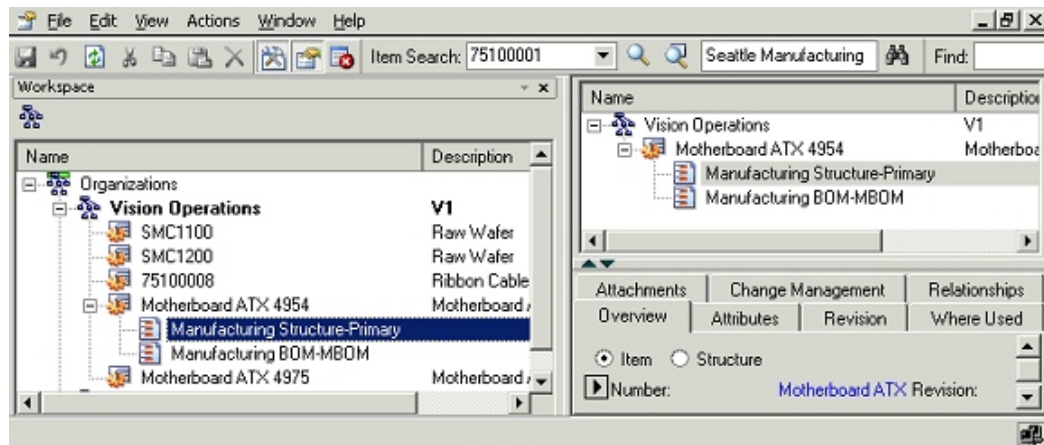 File Edit View Actions Window Help
Item Search: 75100001 Seattle Manufacturing Find:
Workspace
Name Description
Organizations
Vision Operations V1
SMC1100 Raw Wafer
SMC1200 Raw Wafer
75100008 Ribbon Cable
Motherboard ATX 4954 Motherboard
Manufacturing Structure-Primary
Manufacturing BOM-MBOM
Motherboard ATX 4975 Motherboard
Name Description
Vision Operations V1
Motherboard ATX 4954 Motherboa
Manufacturing Structure-Primary
Manufacturing BOM-MBOM
Attachments Change Management Relationships
Overview Attributes Revision Where Used
Item Structure
Number: Motherboard ATX Revision: